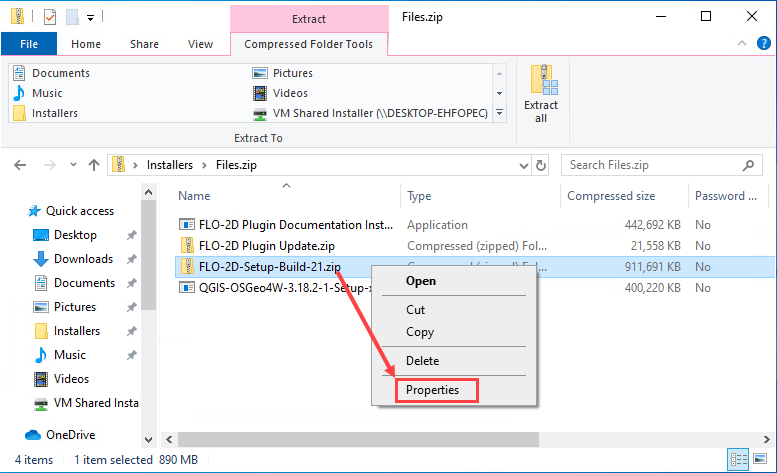 Extract
Files.zip
File
Home
Share
View
Compressed Folder Tools
Documents
Pictures
Music
Videos
Installers
VM Shared Installer (\\DESKTOP-EHFOPEC)
Extract
all
Extract To
Installers > Files.zip
Search Files.zip
Name
Type
Compressed size
Password ...
Quick access
Desktop
Downloads
Documents
Pictures
Installers
Music
Videos
VM Shared Insta
OneDrive
FLO-2D Plugin Documentation Inst...
Application
442,692 KB
No
FLO-2D Plugin Update.zip
Compressed (zipped) Fol...
21,558 KB
No
FLO-2D-Setup-Build-21.zip
911,691 KB
No
QGIS-OSGeo4W-3.18.2-1-Setup-x
400,220 KB
No
Open
Cut
Copy
Delete
Properties
4 items
1 item selected 890 MB